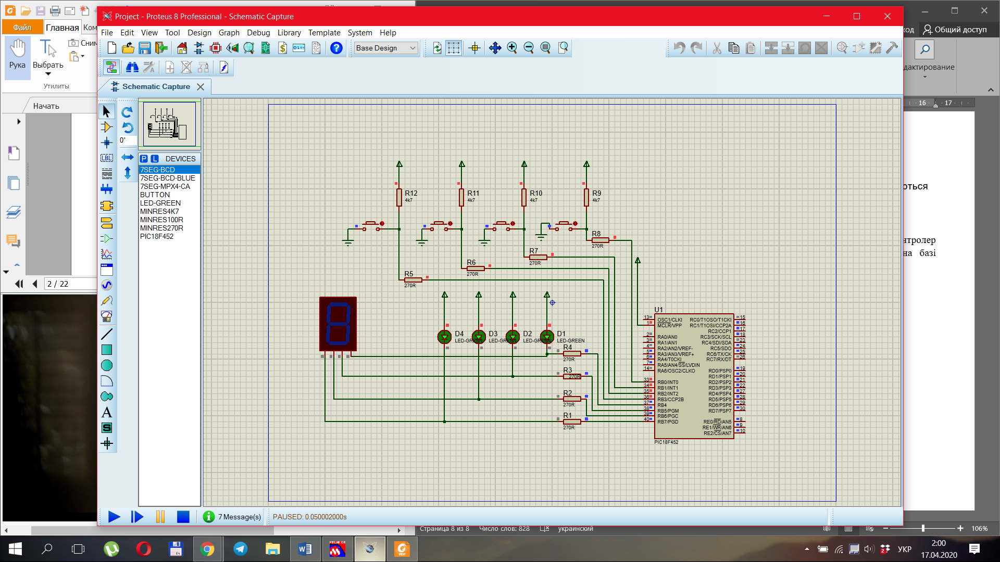 Project - Proteus 8 Professional - Schematic Capture
File Edit View Tool Design Graph Debug Library Template System Help
Base Design
Schematic Capture
Файл
Главная
Ком
Рука
Выбрать
Сни
Утилиты
Начать
2 / 22
ход
Общий доступ
дактирование
16
17
ються
нтролер
на базі
0°
LBL
P L DEVICES
7SEG-BCD
7SEG-BCD-BLUE
7SEG-MPX4-CA
BUTTON
LED-GREEN
MINRES4K7
MINRES100R
MINRES270R
PIC18F452
A
S
R12
4k7
R11
4k7
R10
4k7
R9
4k7
R8
270R
R7
270R
R6
270R
R5
270R
D4
LED-GREEN
D3
LED-GREEN
D2
LED-GREEN
D1
LED-GREEN
R4
270R
R3
270R
R2
270R
R1
270R
U1
13 OSC1/CLKI RC0/T1OSO/T1CKI 15
1 MCLR/VPP RC1/T1OSI/CCP2A 16
RC2/CCP1 17
2 RA0/AN0 RC3/SCK/SCL 18
3 RA1/AN1 RC4/SDI/SDA 23
4 RA2/AN2/VREF- RC5/SDO 24
5 RA3/AN3/VREF+ RC6/TX/CK 25
6 RA4/T0CKI RC7/RX/DT 26
7 RA5/AN4/SS/LVDIN
14 RA6/OSC2/CLKO RD0/PSP0 19
RD1/PSP1 20
33 RB0/INT0 RD2/PSP2 21
34 RB1/INT1 RD3/PSP3 22
35 RB2/INT2 RD4/PSP4 27
36 RB3/CCP2B RD5/PSP5 28
37 RB4 RD6/PSP6 29
38 RB5/PGM RD7/PSP7 30
39 RB6/PGC
40 RB7/PGD RE0/RD/AN5 8
RE1/WR/AN6 9
RE2/CS/AN7 10
PIC18F452
7 Message(s)
PAUSED: 0.050002000s
Страница 8 из 8
Число слов: 828
украинский
106%
УКР
2:00
17.04.2020